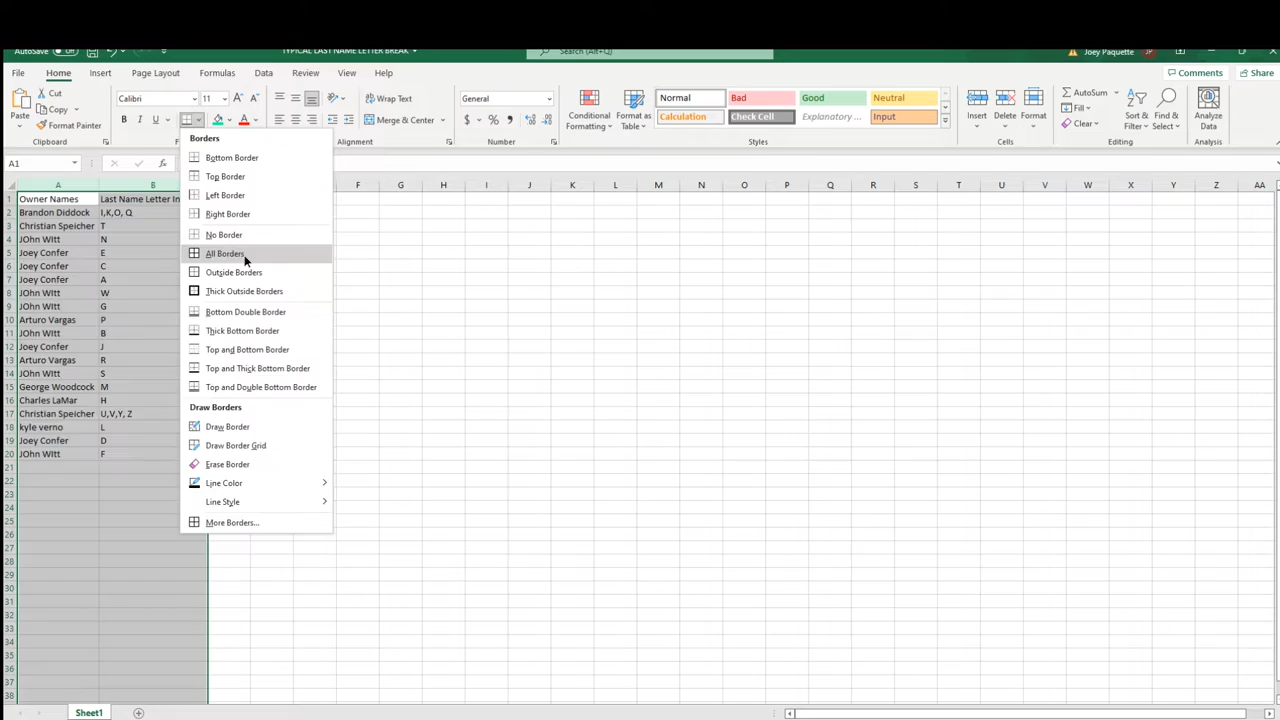 AutoSave Off TYPICAL LAST NAME LETTER BREAK Search (Alt+Q) Joey Paquette JP
File Home Insert Page Layout Formulas Data Review View Help Comments Share
Paste Cut Copy Format Painter Clipboard
Calibri 11 B I U A A
Wrap Text Merge & Center Alignment
General $ % , Number
Conditional Formatting Format as Table
Normal Bad Good Neutral
Calculation Check Cell Explanatory ... Input
Styles
Insert Delete Format Cells
AutoSum Fill Clear Sort & Filter Find & Select Editing
Analyze Data Analysis
A1 fx
A B F G H I J K L M N O P Q R S T U V W X Y Z AA
1 Owner Names Last Name Letter In
2 Brandon Diddock I,K,O, Q
3 Christian Speicher T
4 JOhn WItt N
5 Joey Confer E
6 Joey Confer C
7 Joey Confer A
8 JOhn WItt W
9 JOhn WItt G
10 Arturo Vargas P
11 JOhn WItt B
12 Joey Confer J
13 Arturo Vargas R
14 JOhn WItt S
15 George Woodcock M
16 Charles LaMar H
17 Christian Speicher U,V,Y, Z
18 kyle verno L
19 Joey Confer D
20 JOhn WItt F
21
22
23
24
25
26
27
28
29
30
31
32
33
34
35
36
37
38
Borders
Bottom Border
Top Border
Left Border
Right Border
No Border
All Borders
Outside Borders
Thick Outside Borders
Bottom Double Border
Thick Bottom Border
Top and Bottom Border
Top and Thick Bottom Border
Top and Double Bottom Border
Draw Borders
Draw Border
Draw Border Grid
Erase Border
Line Color
Line Style
More Borders...
Sheet1